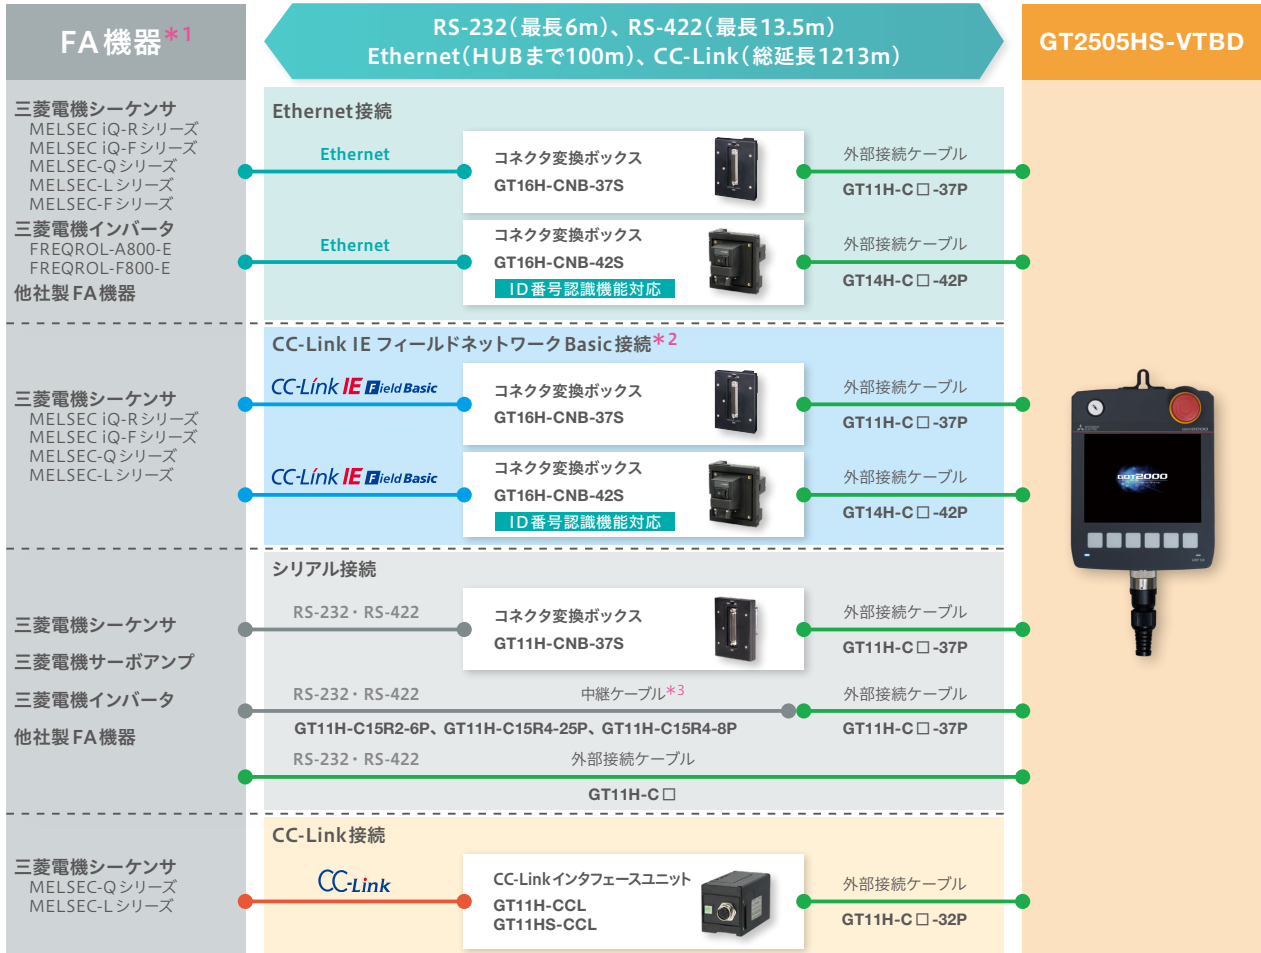 FA機器＊1
RS-232（最長6m）、RS-422（最長13.5m）
Ethernet（HUBまで100m）、CC-Link（総延長1213m）
GT2505HS-VTBD
三菱電機シーケンサ
MELSEC iQ-Rシリーズ
MELSEC iQ-Fシリーズ
MELSEC-Qシリーズ
MELSEC-Lシリーズ
MELSEC-Fシリーズ
三菱電機インバータ
FREQROL-A800-E
FREQROL-F800-E
他社製FA機器
Ethernet接続
Ethernet
コネクタ変換ボックス
GT16H-CNB-37S
外部接続ケーブル
GT11H-C□-37P
Ethernet
コネクタ変換ボックス
GT16H-CNB-42S
ID番号認識機能対応
外部接続ケーブル
GT14H-C□-42P
三菱電機シーケンサ
MELSEC iQ-Rシリーズ
MELSEC iQ-Fシリーズ
MELSEC-Qシリーズ
MELSEC-Lシリーズ
CC-Link IE フィールドネットワークBasic接続＊2
CC-Link IE Field Basic
コネクタ変換ボックス
GT16H-CNB-37S
外部接続ケーブル
GT11H-C□-37P
CC-Link IE Field Basic
コネクタ変換ボックス
GT16H-CNB-42S
ID番号認識機能対応
外部接続ケーブル
GT14H-C□-42P
GOT2000
三菱電機シーケンサ
三菱電機サーボアンプ
三菱電機インバータ
他社製FA機器
シリアル接続
RS-232・RS-422
コネクタ変換ボックス
GT11H-CNB-37S
外部接続ケーブル
GT11H-C□-37P
RS-232・RS-422
中継ケーブル＊3
GT11H-C15R2-6P、GT11H-C15R4-25P、GT11H-C15R4-8P
外部接続ケーブル
GT11H-C□-37P
RS-232・RS-422
外部接続ケーブル
GT11H-C□
三菱電機シーケンサ
MELSEC-Qシリーズ
MELSEC-Lシリーズ
CC-Link接続
CC-Link
CC-Linkインタフェースユニット
GT11H-CCL
GT11HS-CCL
外部接続ケーブル
GT11H-C□-32P